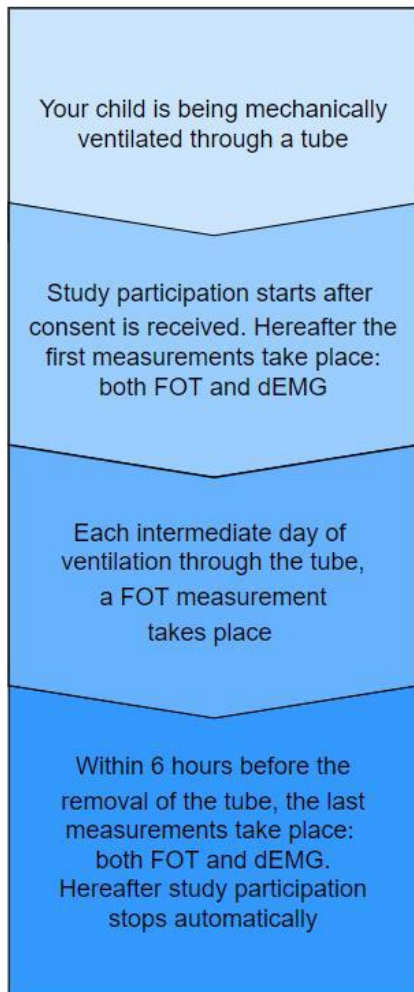 Your child is being mechanically
ventilated through a tube
Study participation starts after
consent is received. Hereafter the
first measurements take place:
both FOT and dEMG
Each intermediate day of
ventilation through the tube,
a FOT measurement
takes place
Within 6 hours before the
removal of the tube, the last
measurements take place:
both FOT and dEMG.
Hereafter study participation
stops automatically